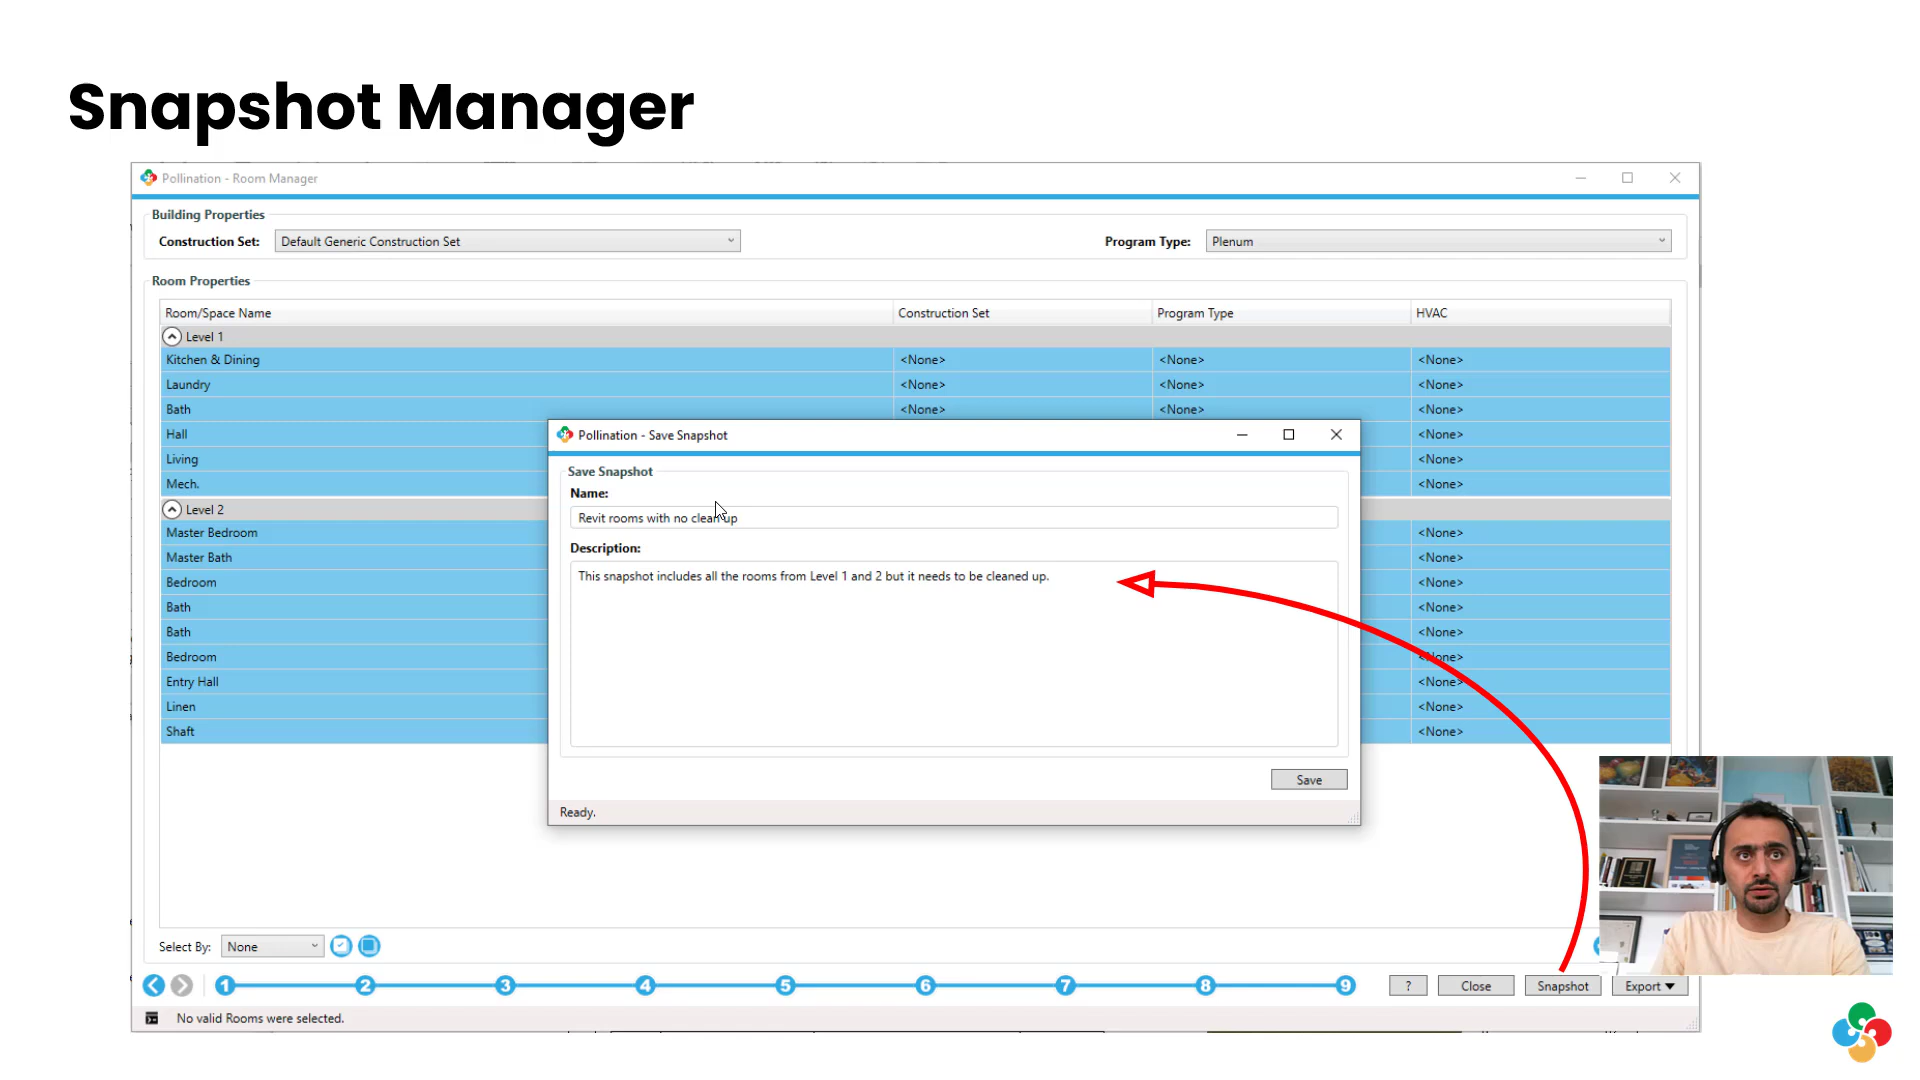 Snapshot Manager
Pollination - Room Manager
Building Properties
Construction Set: Default Generic Construction Set Program Type: Plenum
Room Properties
Room/Space Name Construction Set Program Type HVAC
Level 1
Kitchen & Dining <None> <None> <None>
Laundry <None> <None> <None>
Bath <None> <None> <None>
Hall <None>
Living <None>
Mech. <None>
Level 2
Master Bedroom <None>
Master Bath <None>
Bedroom <None>
Bath <None>
Bath <None>
Bedroom <None>
Entry Hall <None>
Linen <None>
Shaft <None>
Pollination - Save Snapshot
Save Snapshot
Name:
Revit rooms with no clean up
Description:
This snapshot includes all the rooms from Level 1 and 2 but it needs to be cleaned up.
Save
Ready.
Select By: None
1 2 3 4 5 6 7 8 9 ? Close Snapshot Export
No valid Rooms were selected.